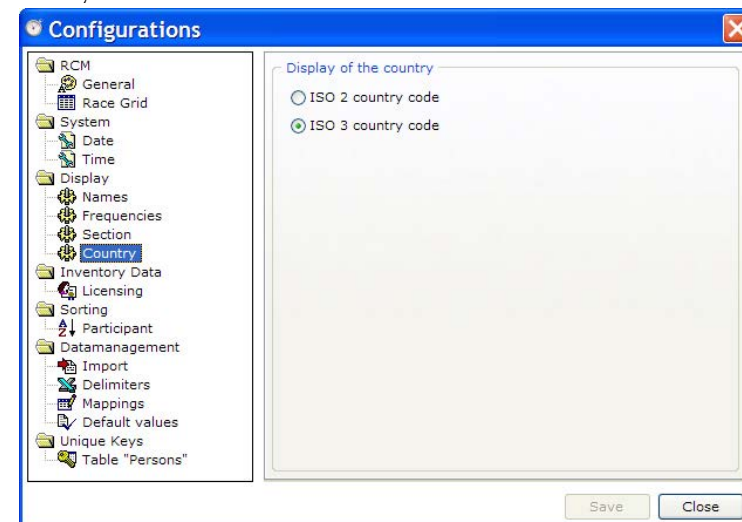 Configurations
RCM
General
Race Grid
System
Date
Time
Display
Names
Frequencies
Section
Country
Inventory Data
Licensing
Sorting
Participant
Datamanagement
Import
Delimiters
Mappings
Default values
Unique Keys
Table "Persons"
Display of the country
ISO 2 country code
ISO 3 country code
Save
Close